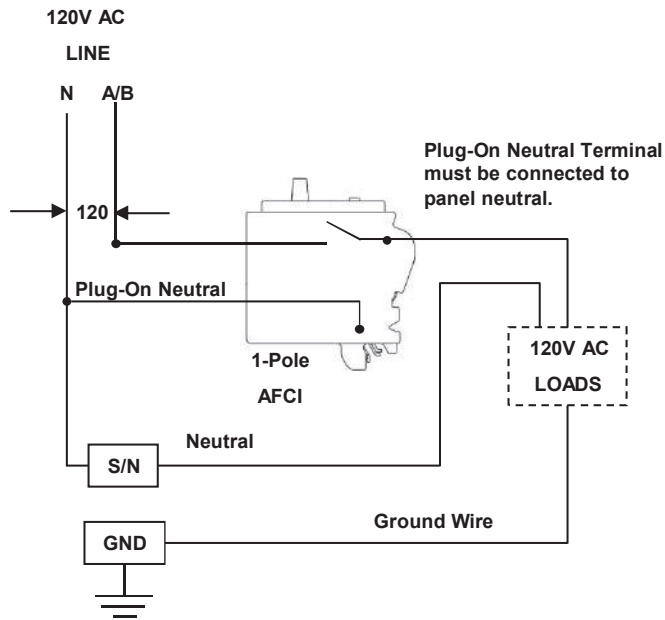 120V AC
LINE
N A/B
Plug-On Neutral Terminal
must be connected to
panel neutral.
120
Plug-On Neutral
1-Pole
AFCI
120V AC
LOADS
Neutral
S/N
Ground Wire
GND